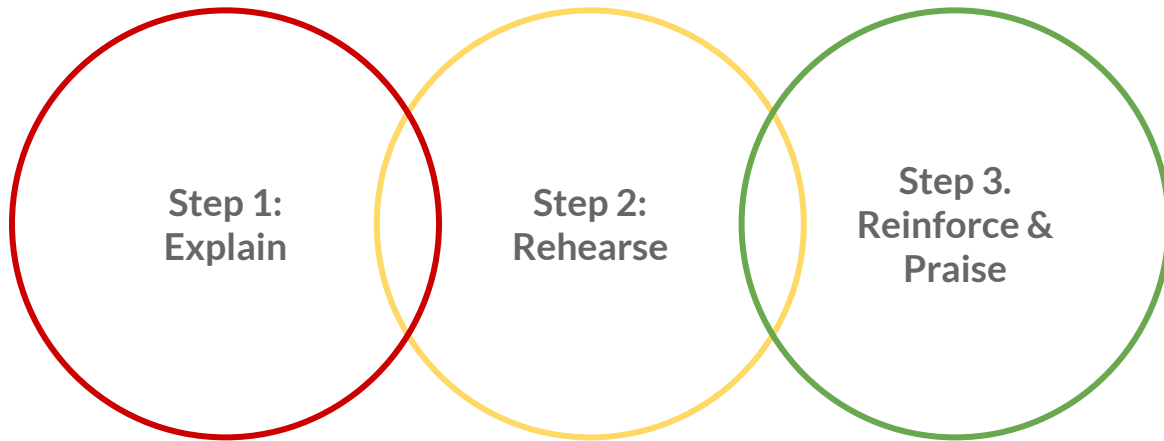 Step 1:
Explain
Step 2:
Rehearse
Step 3.
Reinforce &
Praise